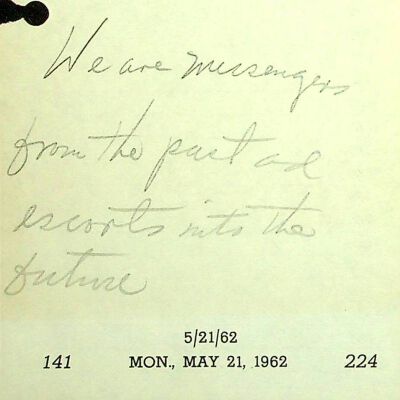 We are messengers
from the past ad
escorts into the
future
5/21/62
141 MON., MAY 21, 1962 224